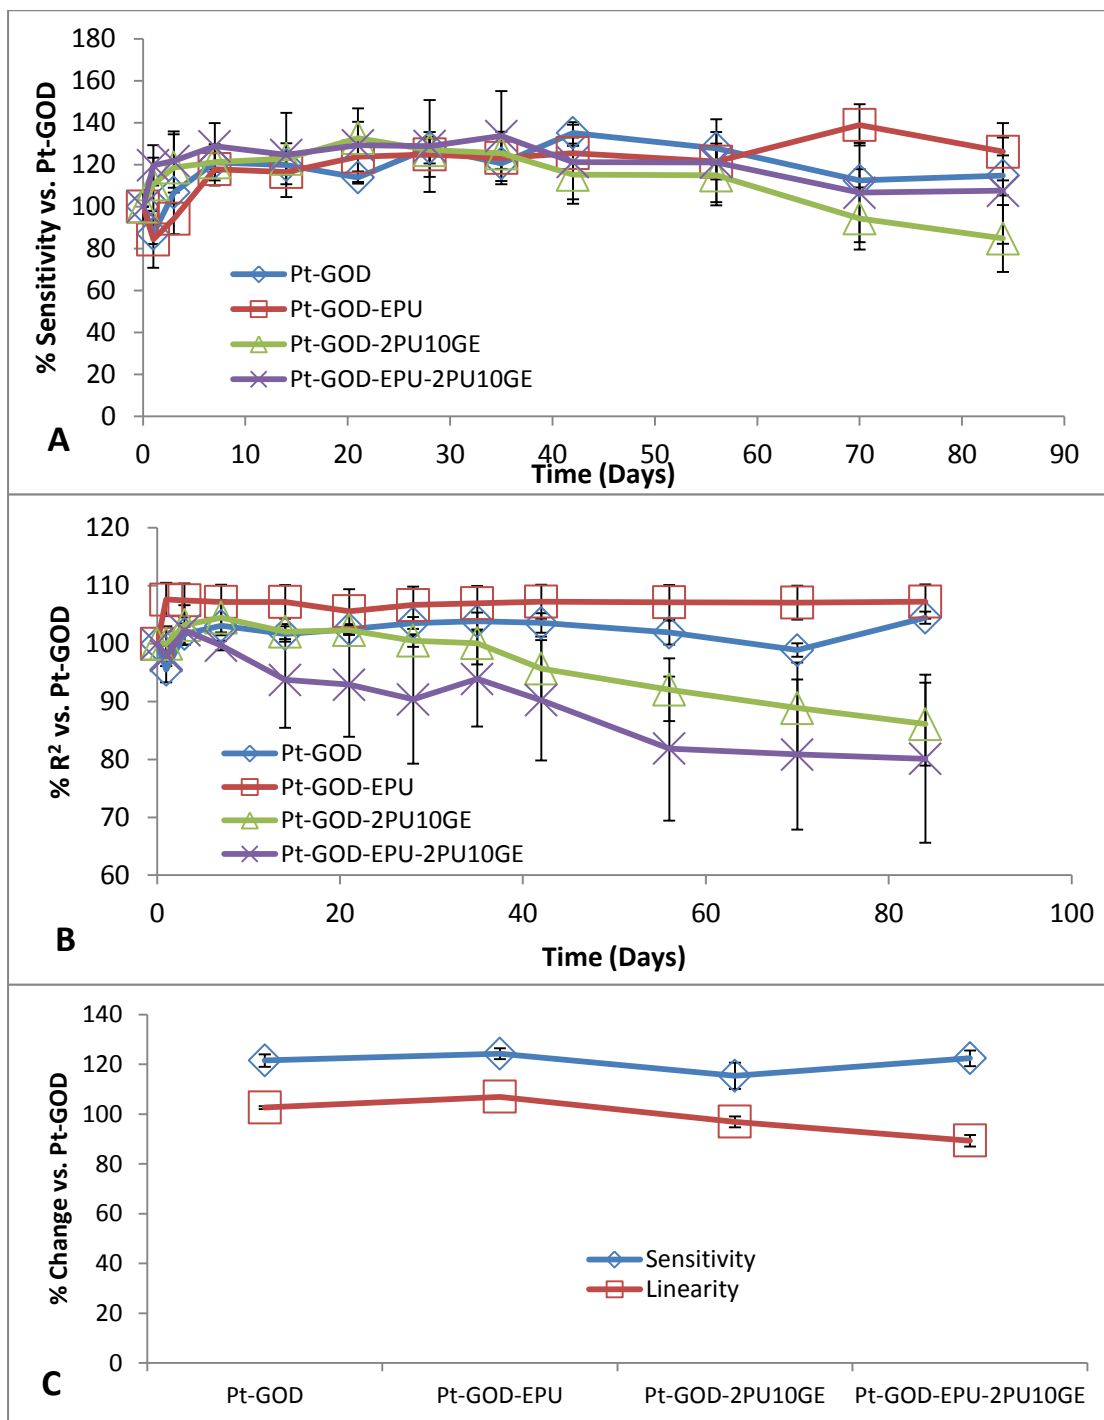 180
160
140
120
100
80
60
40
20
0
% Sensitivity vs. Pt-GOD
Pt-GOD
Pt-GOD-EPU
Pt-GOD-2PU10GE
Pt-GOD-EPU-2PU10GE
A
0 10 20 30 40 50 60 70 80 90
Time (Days)
120
110
100
90
80
70
60
% R² vs. Pt-GOD
Pt-GOD
Pt-GOD-EPU
Pt-GOD-2PU10GE
Pt-GOD-EPU-2PU10GE
0 20 40 60 80 100
B
Time (Days)
140
120
100
80
60
40
20
0
% Change vs. Pt-GOD
Sensitivity
Linearity
C
Pt-GOD Pt-GOD-EPU Pt-GOD-2PU10GE Pt-GOD-EPU-2PU10GE